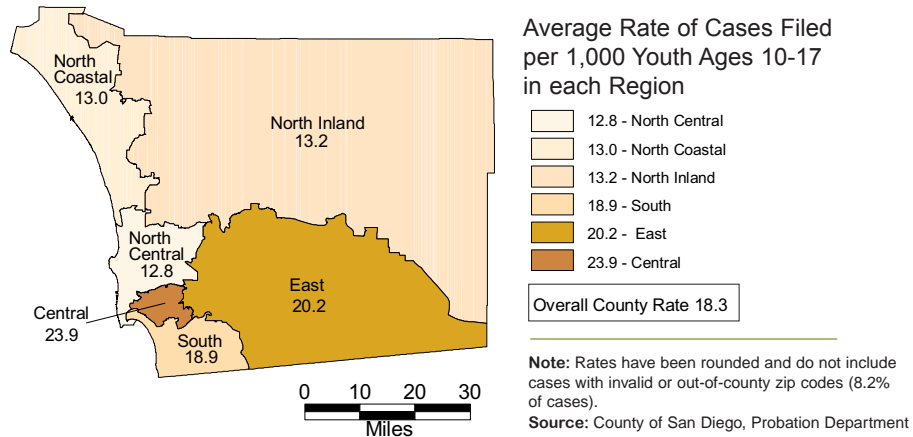 North
Coastal
13.0
North Inland
13.2
North
Central
12.8
East
20.2
Central
23.9
South
18.9
0 10 20 30
Miles
Average Rate of Cases Filed
per 1,000 Youth Ages 10-17
in each Region
12.8 - North Central
13.0 - North Coastal
13.2 - North Inland
18.9 - South
20.2 - East
23.9 - Central
Overall County Rate 18.3
Note: Rates have been rounded and do not include
cases with invalid or out-of-county zip codes (8.2%
of cases).
Source: County of San Diego, Probation Department